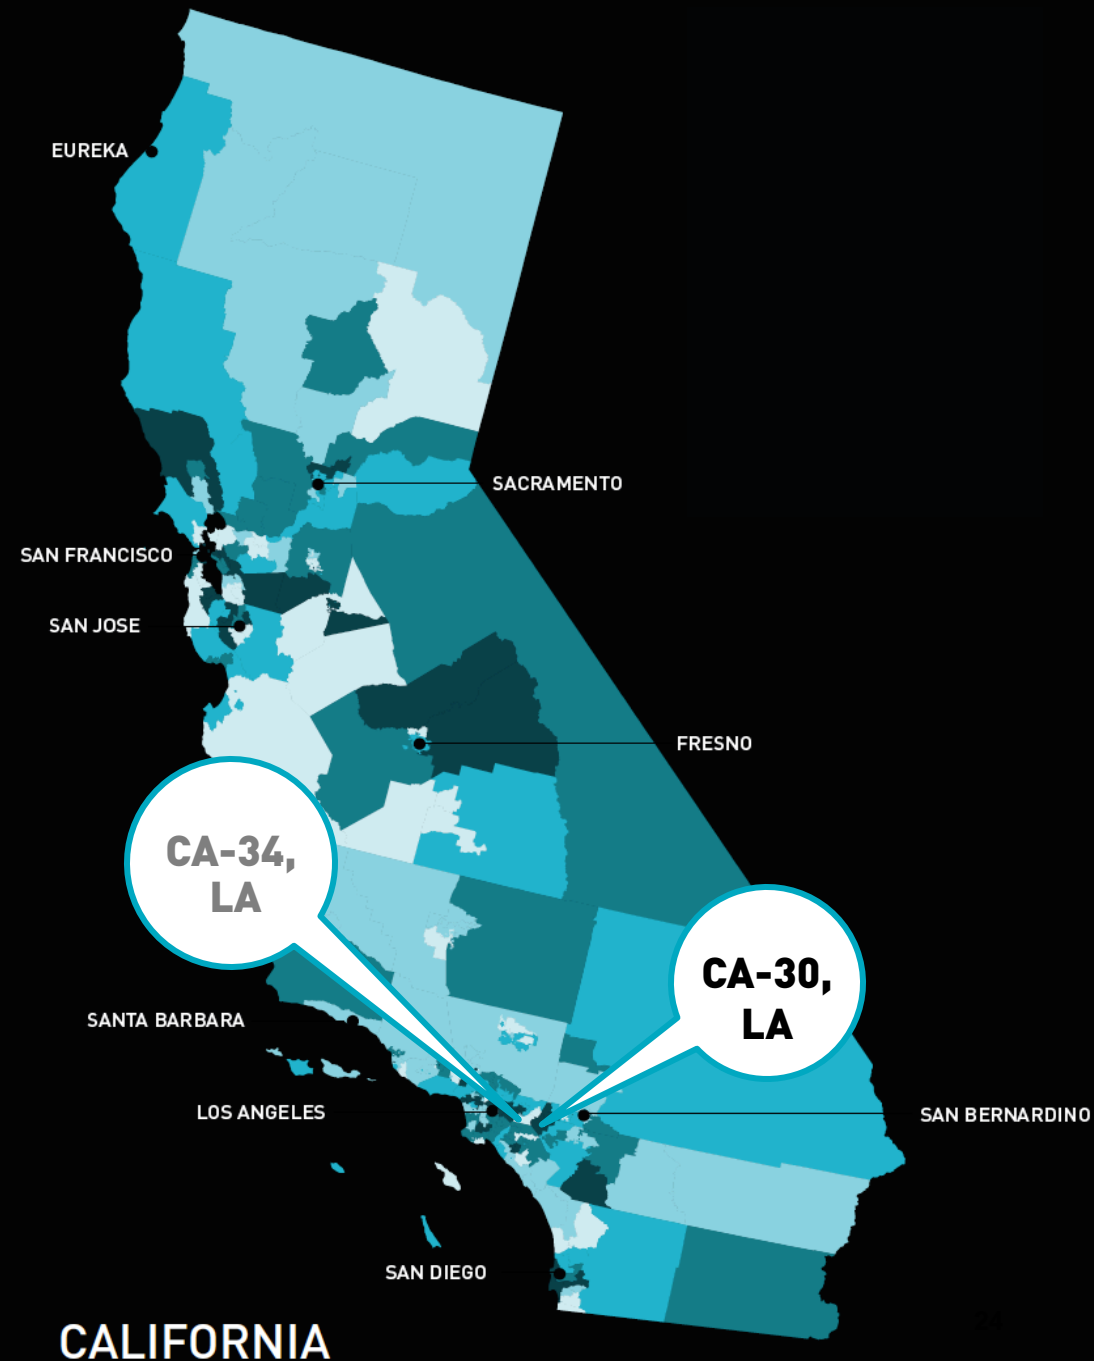 EUREKA
SACRAMENTO
SAN FRANCISCO
SAN JOSE
FRESNO
CA-34,
LA
CA-30,
LA
SANTA BARBARA
LOS ANGELES
SAN BERNARDINO
SAN DIEGO
24
CALIFORNIA